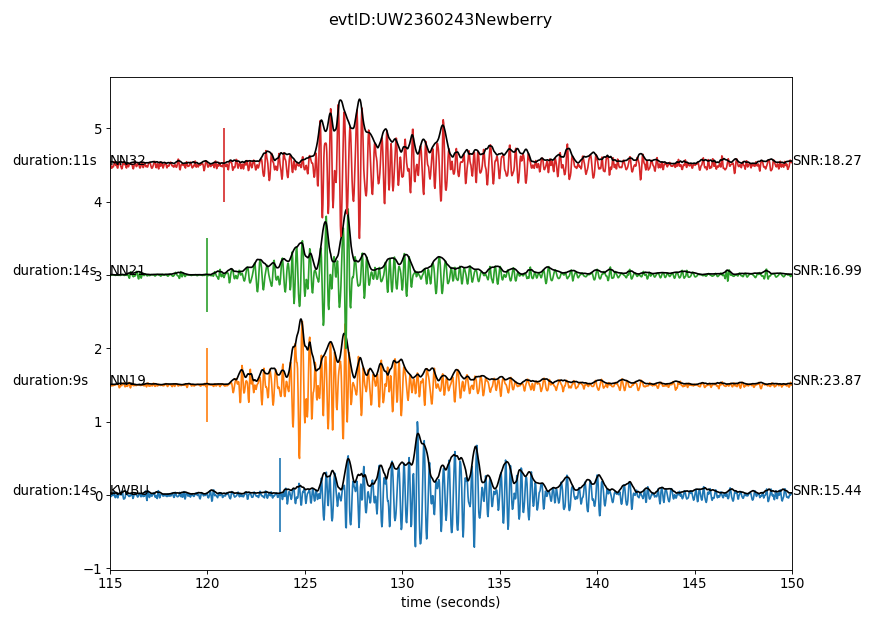 evtID:UW2360243Newberry
5
duration:11s NN32 SNR:18.27
4
duration:14s NN21 SNR:16.99
3
2
duration:9s NN19 SNR:23.87
1
duration:14s KWBU SNR:15.44
0
−1
115 120 125 130 135 140 145 150
time (seconds)